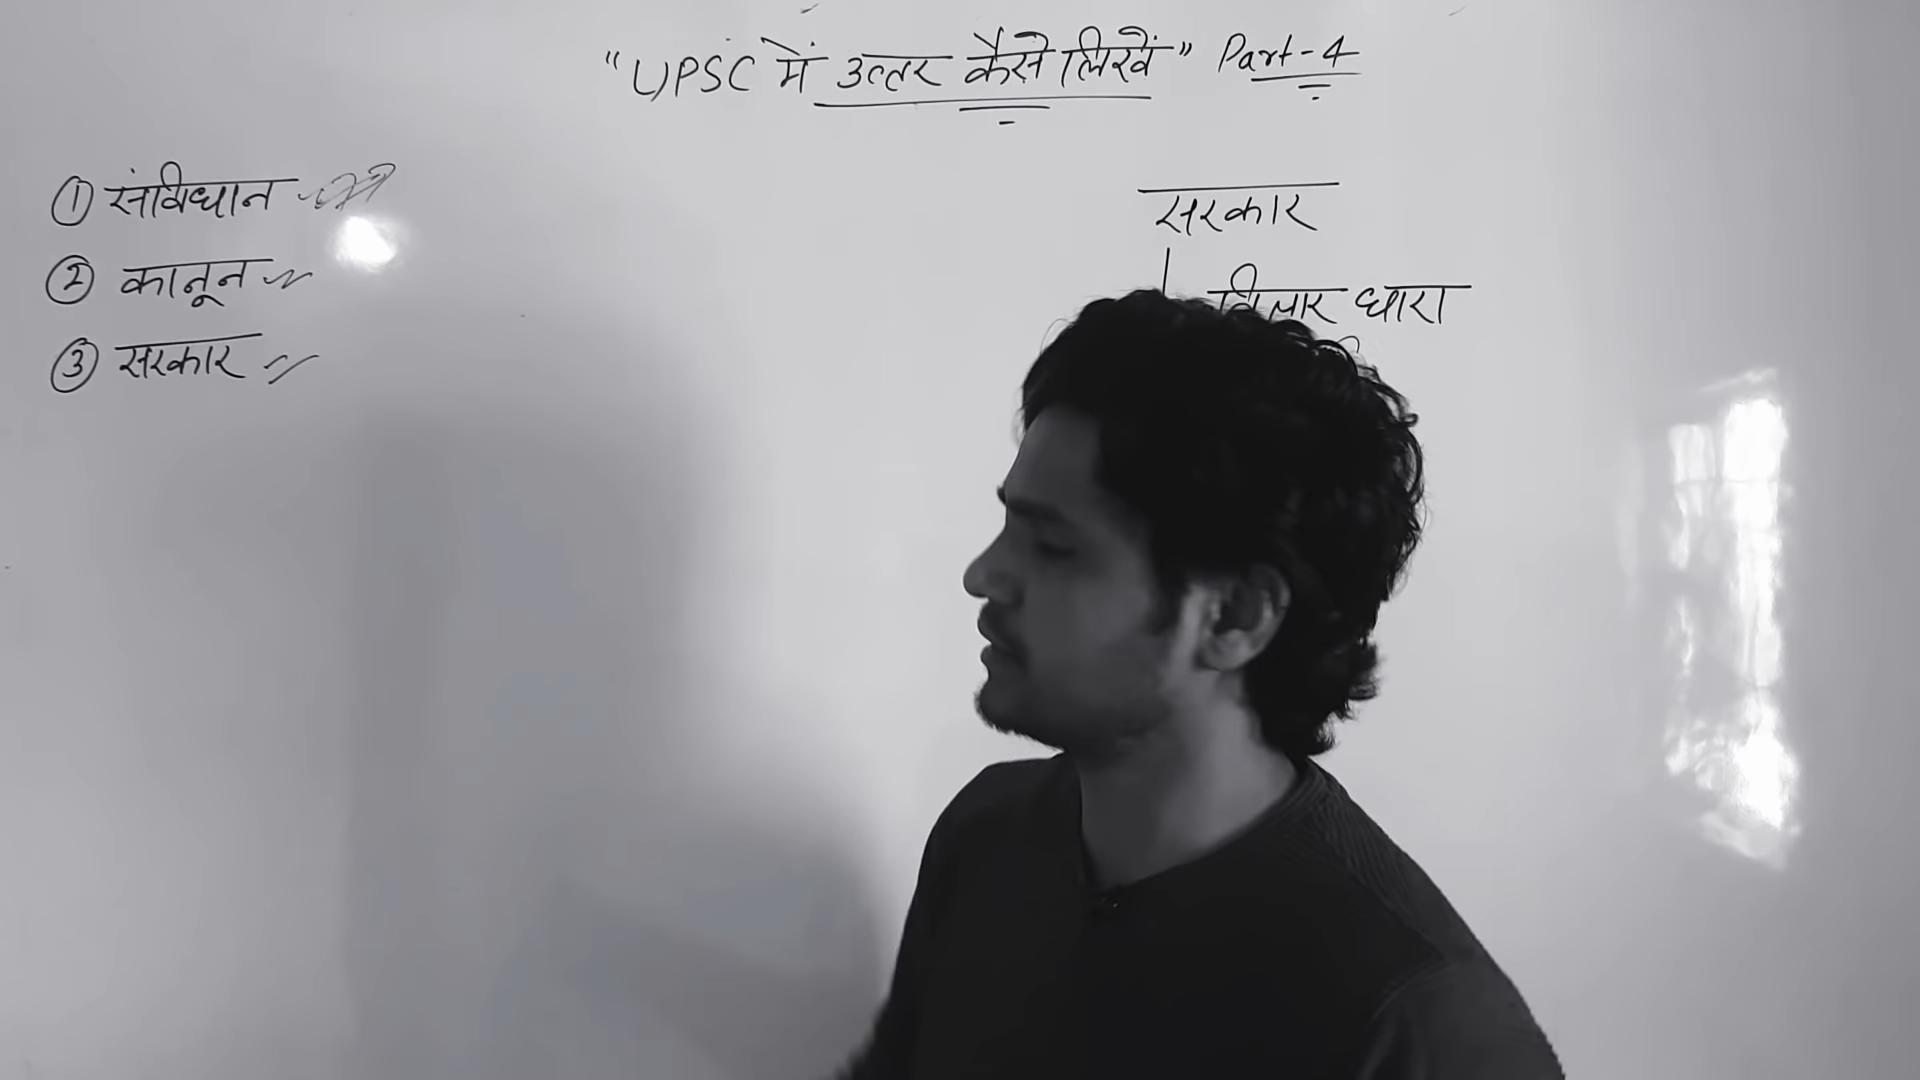 "UPSC में उत्तर कैसे लिखें" Part-4
① संविधान
② कानून
③ सरकार
सरकार
विचार धारा